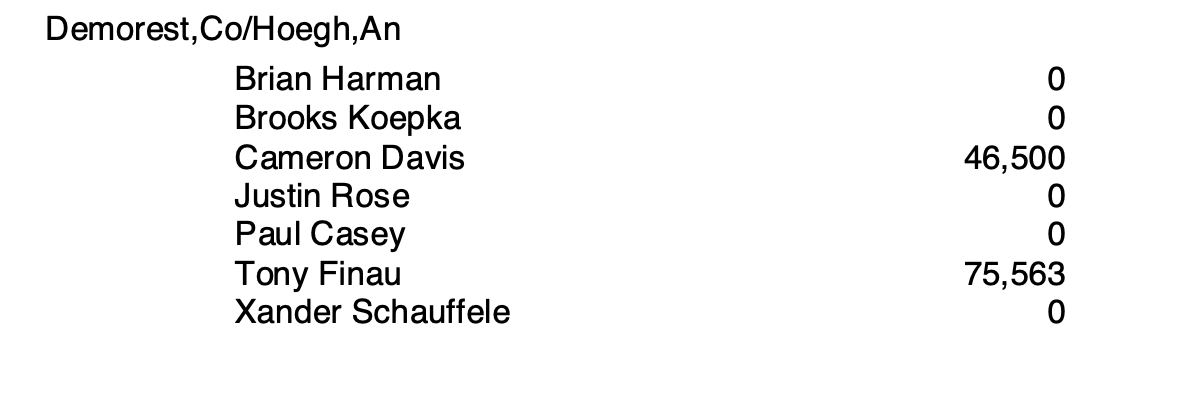 Demorest,Co/Hoegh,An
Brian Harman 0
Brooks Koepka 0
Cameron Davis 46,500
Justin Rose 0
Paul Casey 0
Tony Finau 75,563
Xander Schauffele 0